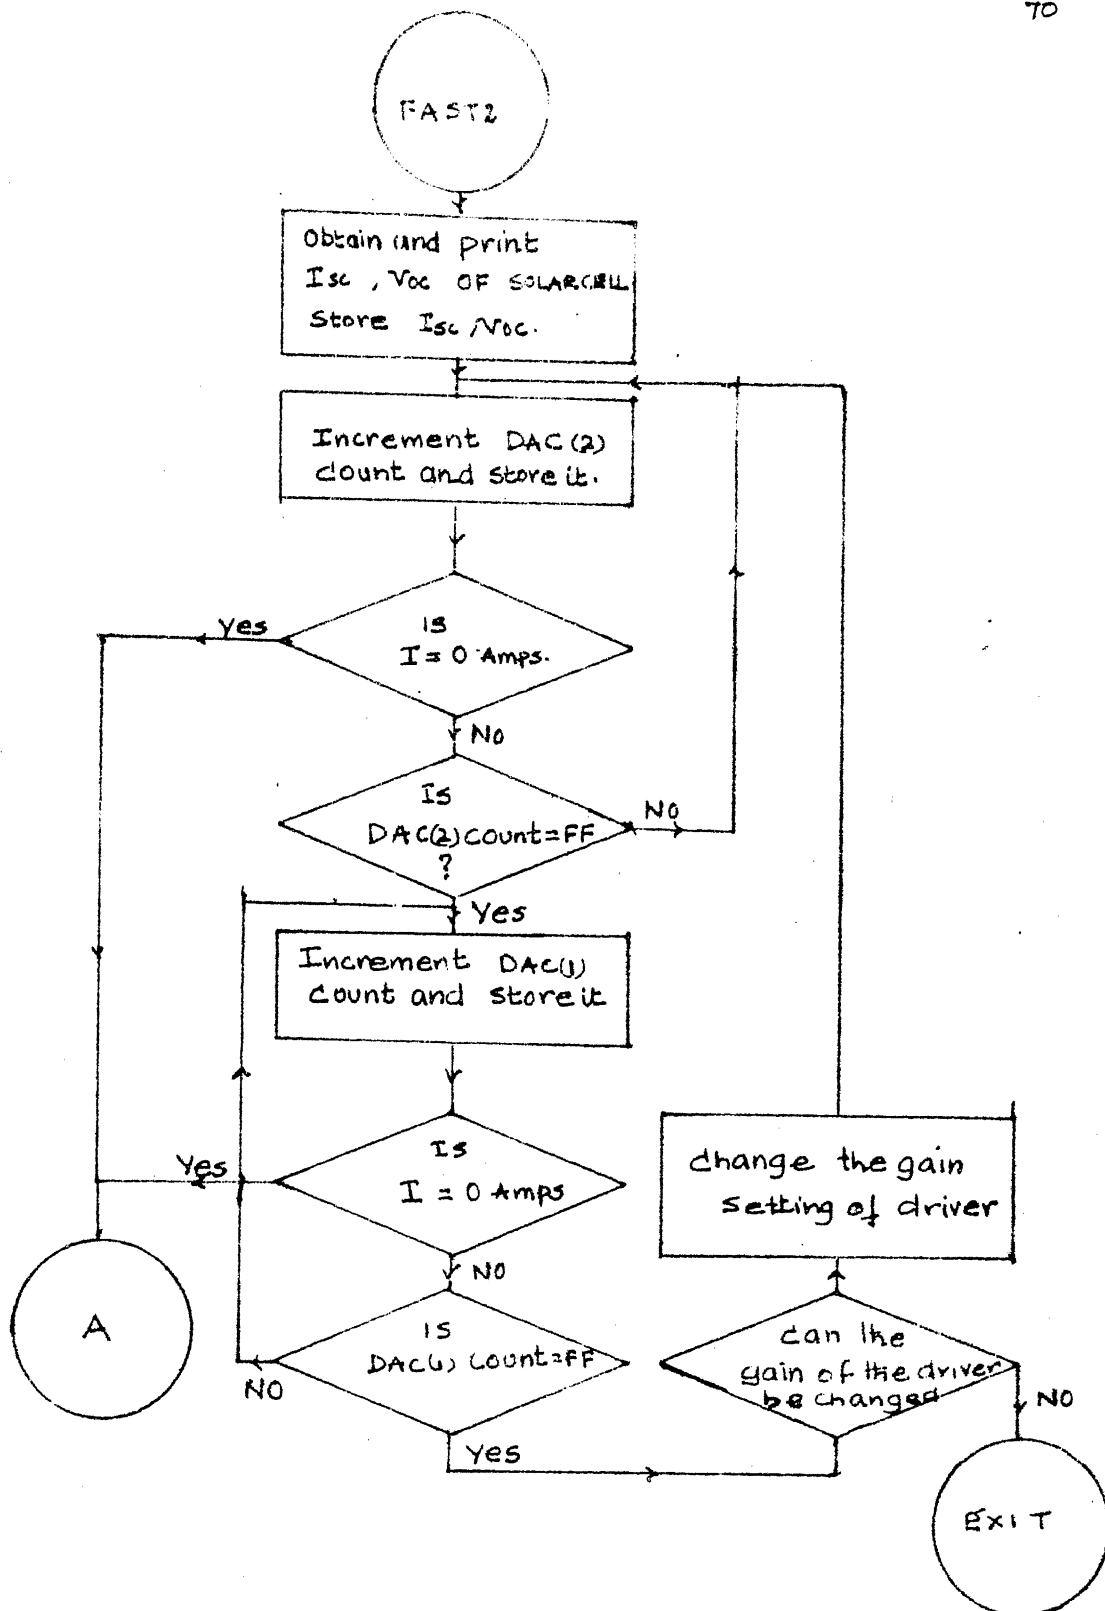 70
FAST2
Obtain and print
Isc , Voc OF SOLARCELL
Store Isc , Voc.
Increment DAC(2)
Count and store it.
Yes
Is
I = 0 Amps.
No
Is
DAC(2) Count=FF
?
No
Yes
Increment DAC(1)
Count and Store it
Yes
Is
I = 0 Amps
NO
Is
DAC(1) Count=FF
NO
Yes
Change the gain
Setting of driver
Can the
gain of the driver
be changed
NO
A
EXIT